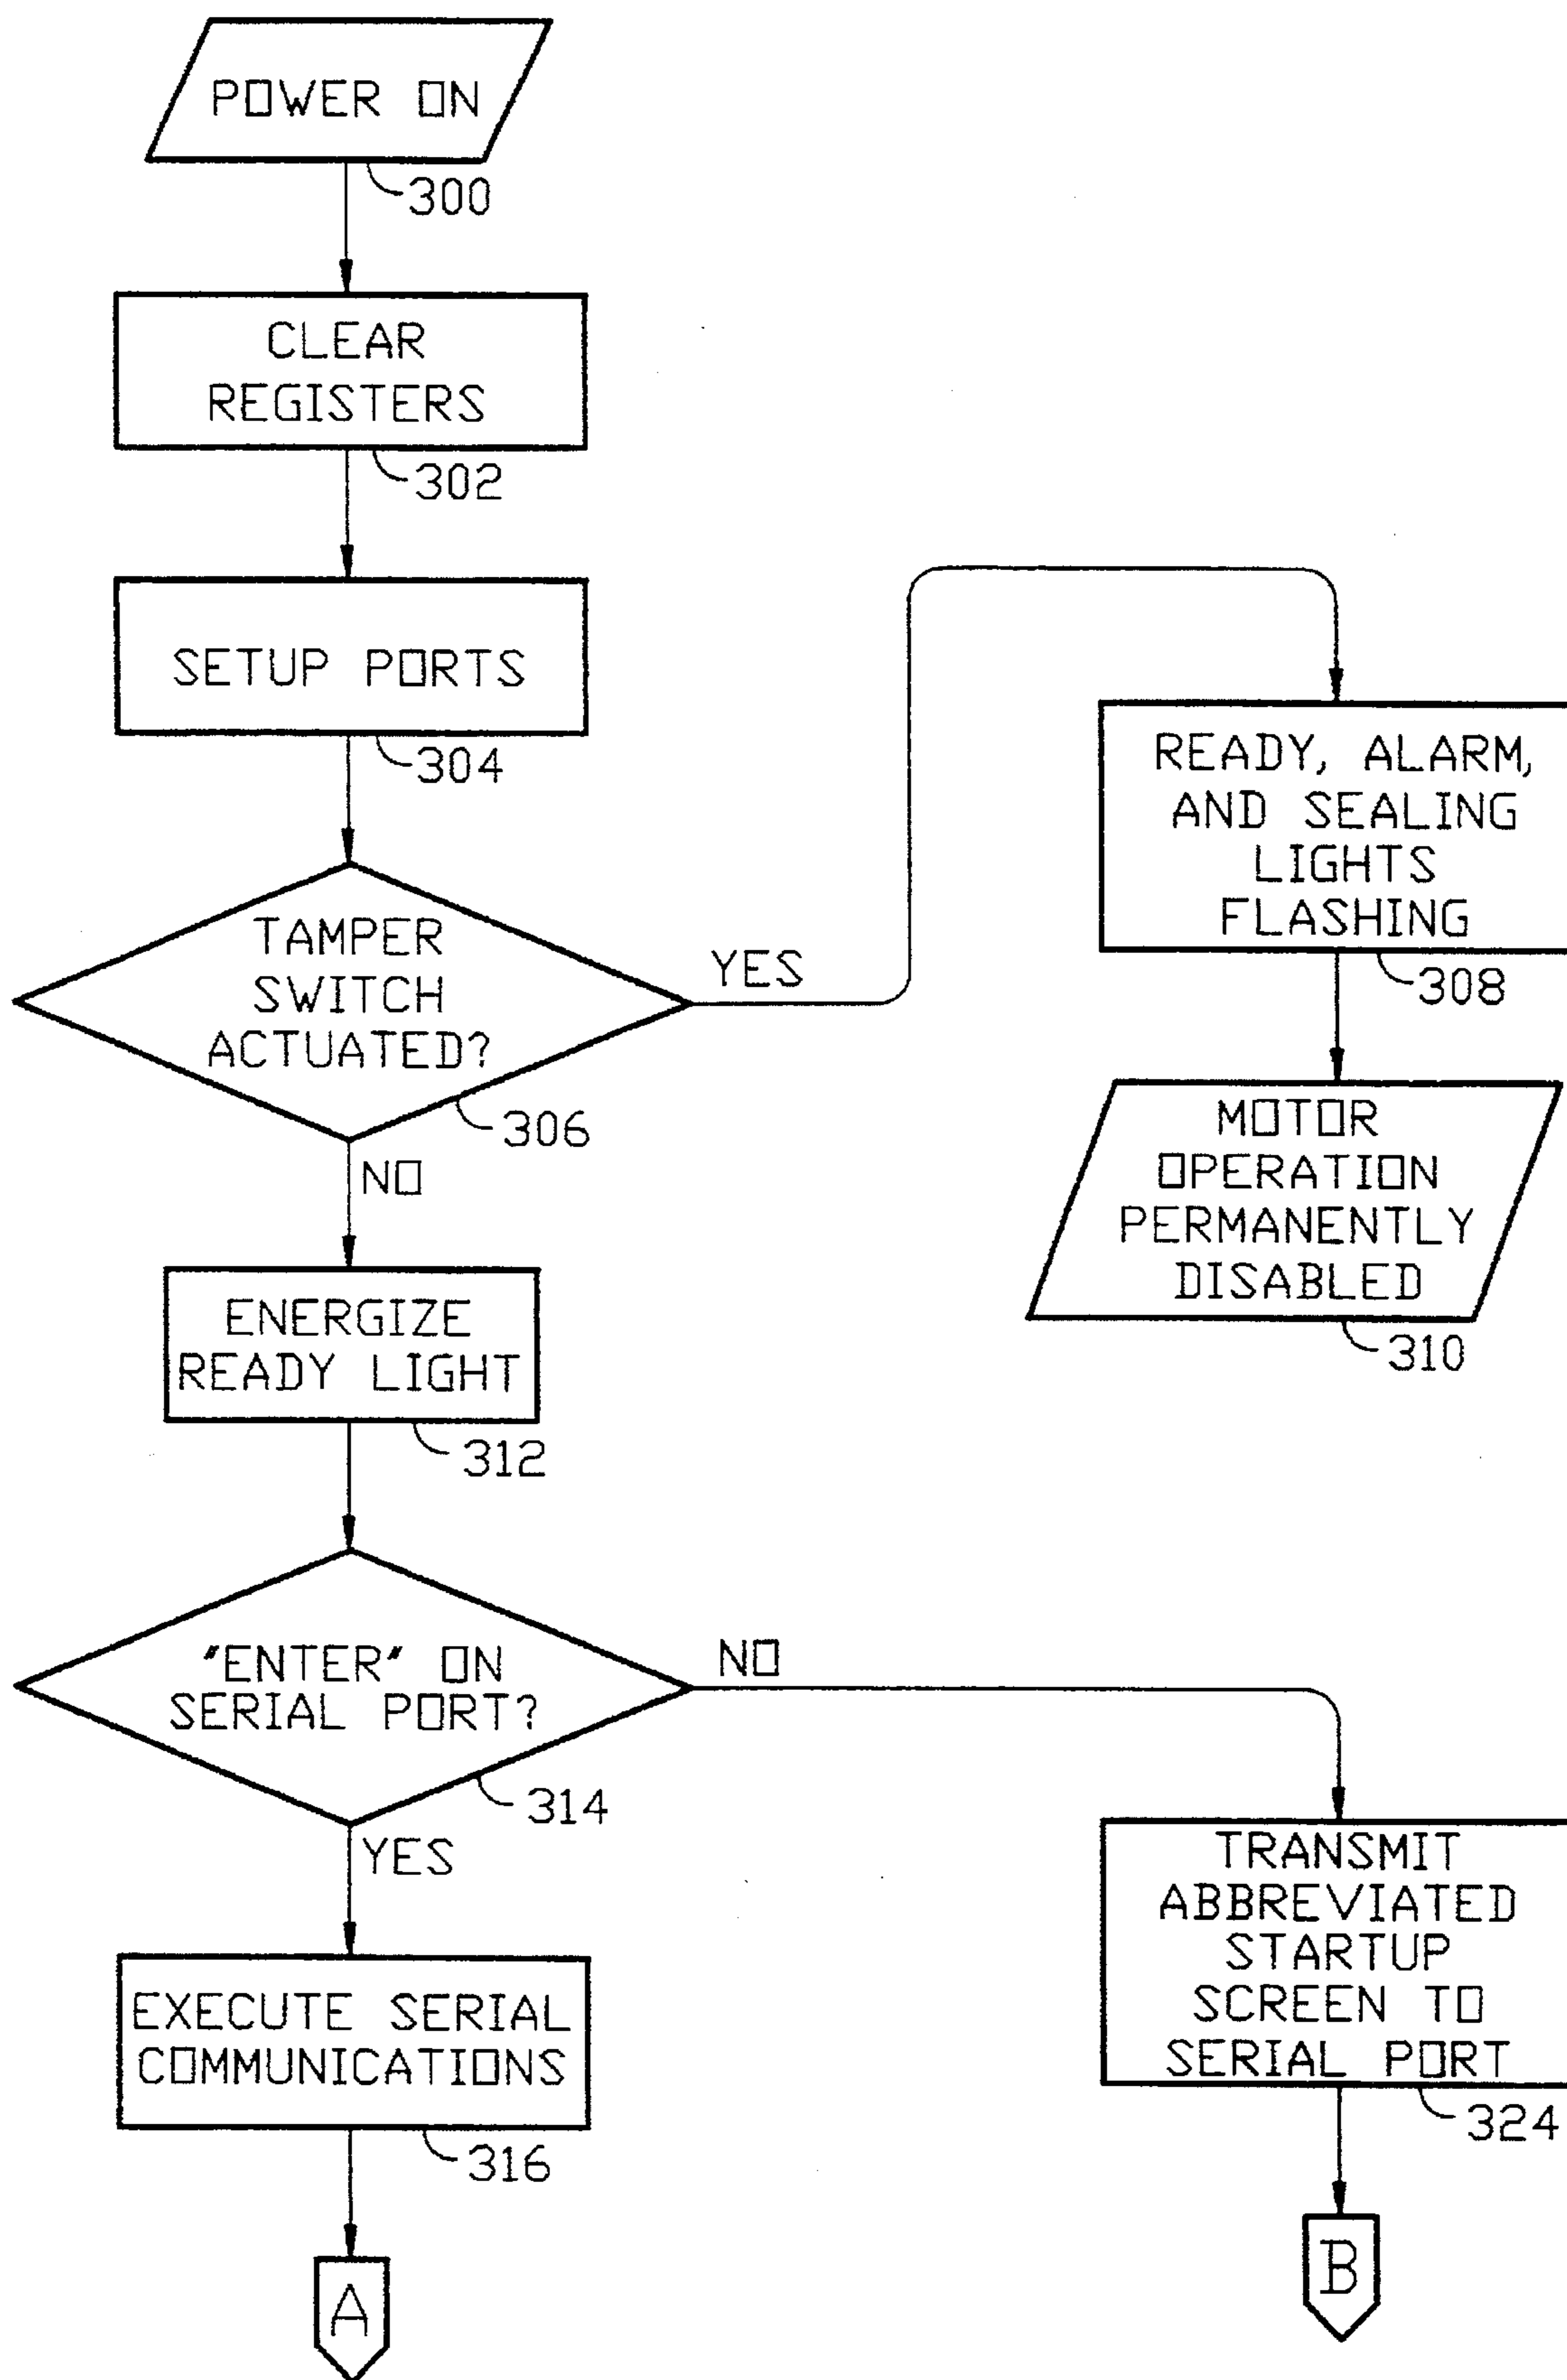 POWER ON
300
CLEAR
REGISTERS
302
SETUP PORTS
304
TAMPER
SWITCH
ACTUATED?
306
YES
NO
READY, ALARM,
AND SEALING
LIGHTS
FLASHING
308
MOTOR
OPERATION
PERMANENTLY
DISABLED
310
ENERGIZE
READY LIGHT
312
"ENTER" ON
SERIAL PORT?
314
NO
YES
EXECUTE SERIAL
COMMUNICATIONS
316
A
TRANSMIT
ABBREVIATED
STARTUP
SCREEN TO
SERIAL PORT
324
B